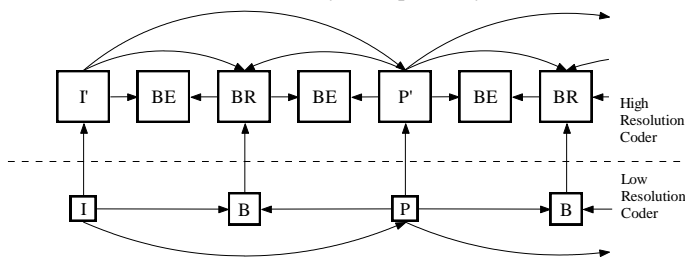 I' BE BR BE P' BE BR
High
Resolution
Coder
Low
Resolution
Coder
I B P B